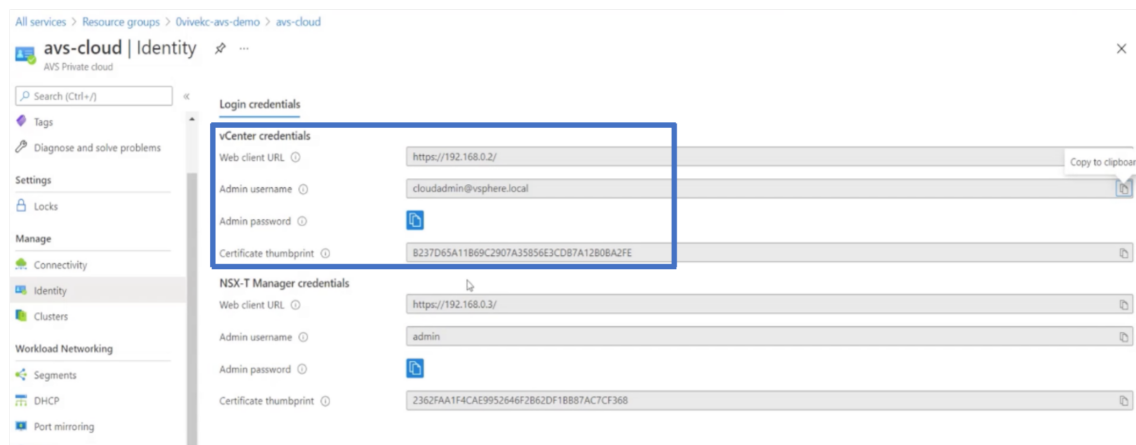 All services > Resource groups > 0vivekc-avs-demo > avs-cloud
avs-cloud | Identity
AVS Private cloud
Search (Ctrl+/)
Tags
Diagnose and solve problems
Settings
Locks
Manage
Connectivity
Identity
Clusters
Workload Networking
Segments
DHCP
Port mirroring
Login credentials
vCenter credentials
Web client URL https://192.168.0.2/
Copy to clipboar
Admin username cloudadmin@vsphere.local
Admin password
Certificate thumbprint B237D65A11B69C2907A35856E3CDB7A12B0BA2FE
NSX-T Manager credentials
Web client URL https://192.168.0.3/
Admin username admin
Admin password
Certificate thumbprint 2362FAA1F4CAE9952646F2B62DF1BB87AC7CF368